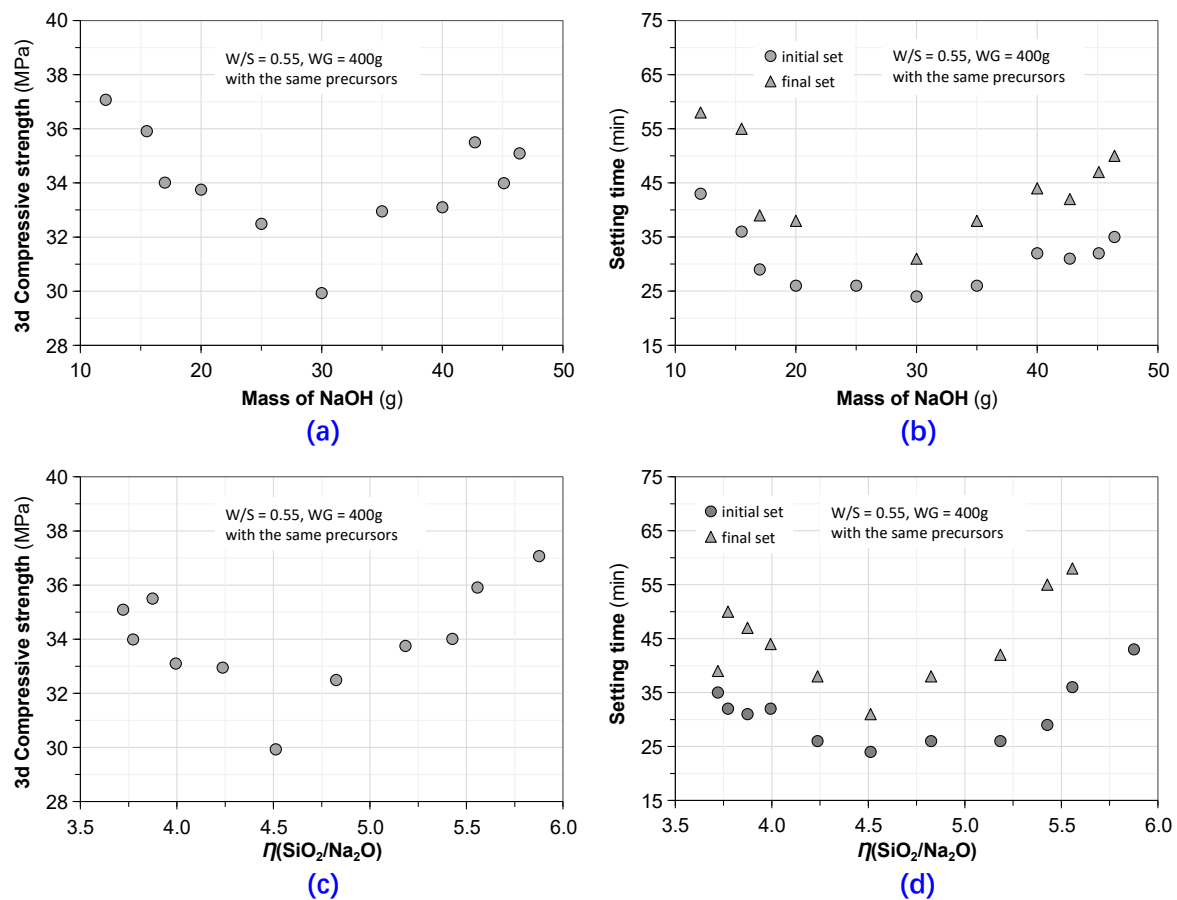 40
38
36
34
32
30
28
10
20
30
40
50
3d Compressive strength (MPa)
W/S = 0.55, WG = 400g
with the same precursors
Mass of NaOH (g)
(a)
75
65
55
45
35
25
15
10
20
30
40
50
Setting time (min)
initial set
final set
W/S = 0.55, WG = 400g
with the same precursors
Mass of NaOH (g)
(b)
40
38
36
34
32
30
28
3.5
4.0
4.5
5.0
5.5
6.0
3d Compressive strength (MPa)
W/S = 0.55, WG = 400g
with the same precursors
η(SiO₂/Na₂O)
(c)
75
65
55
45
35
25
15
3.5
4.0
4.5
5.0
5.5
6.0
Setting time (min)
initial set
final set
W/S = 0.55, WG = 400g
with the same precursors
η(SiO₂/Na₂O)
(d)